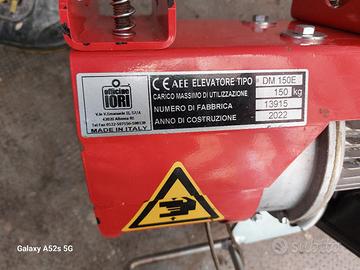 officine
IORI
MADE IN ITALY
CE AEE ELEVATORE TIPO DM 150E
CARICO MASSIMO DI UTILIZZAZIONE 150 kg
NUMERO DI FABBRICA 13915
ANNO DI COSTRUZIONE 2022
Galaxy A52s 5G
subito